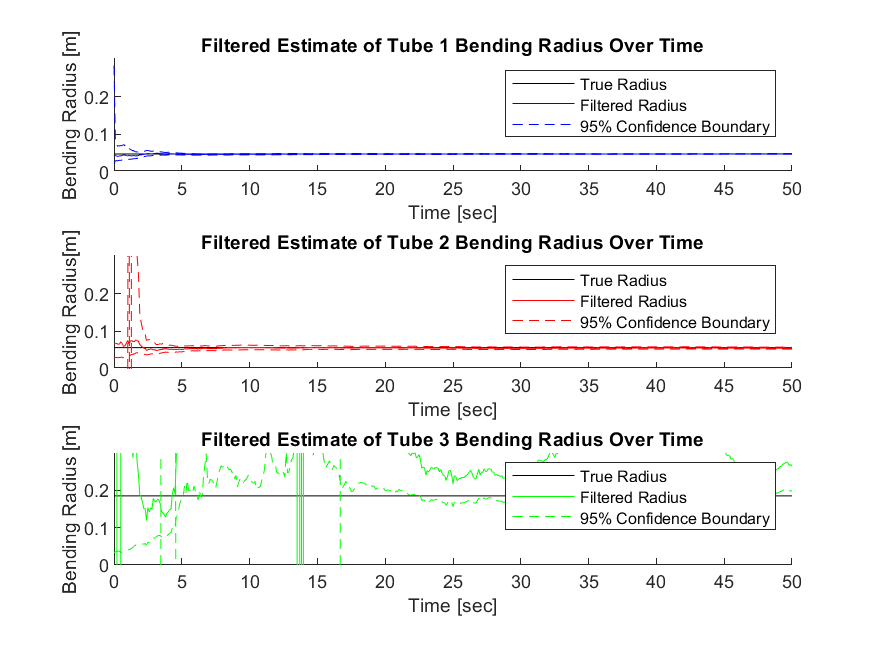 Filtered Estimate of Tube 1 Bending Radius Over Time
Bending Radius [m]
0.2
0.1
0
True Radius
Filtered Radius
95% Confidence Boundary
0 5 10 15 20 25 30 35 40 45 50
Time [sec]
Filtered Estimate of Tube 2 Bending Radius Over Time
Bending Radius[m]
0.2
0.1
0
True Radius
Filtered Radius
95% Confidence Boundary
0 5 10 15 20 25 30 35 40 45 50
Time [sec]
Filtered Estimate of Tube 3 Bending Radius Over Time
Bending Radius [m]
0.2
0.1
0
True Radius
Filtered Radius
95% Confidence Boundary
0 5 10 15 20 25 30 35 40 45 50
Time [sec]